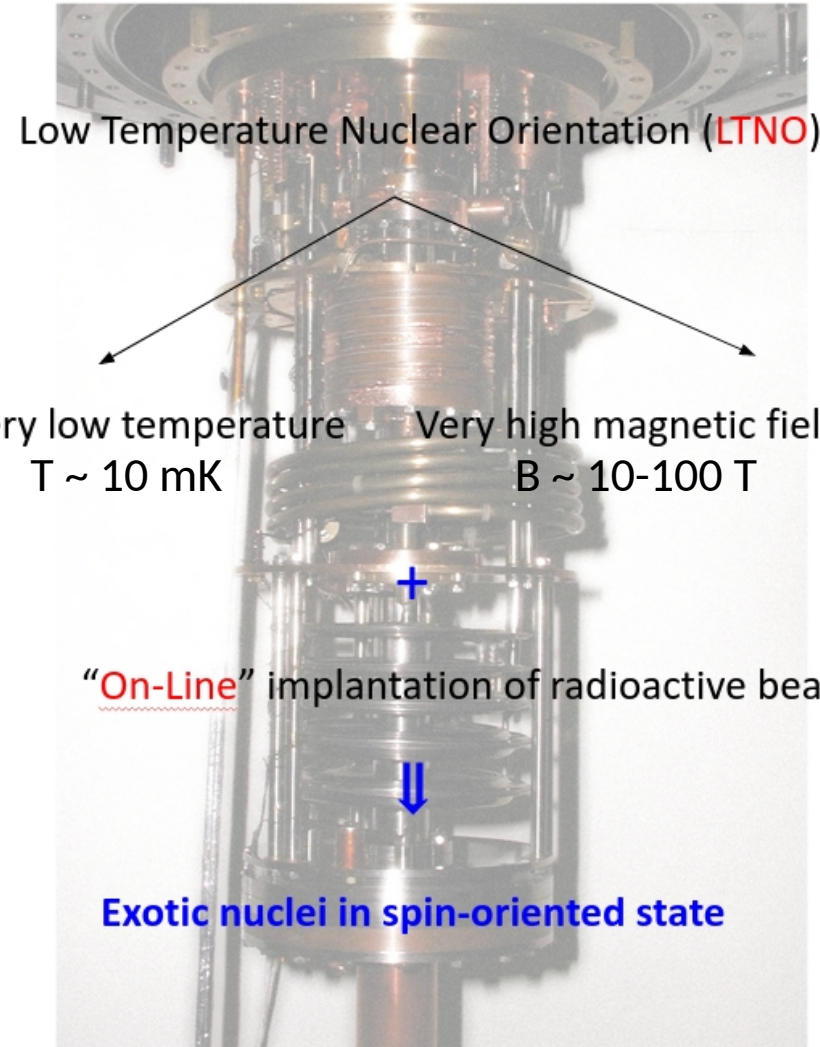 Low Temperature Nuclear Orientation (LTNO)
ry low temperature
Very high magnetic fiel
T ~ 10 mK
B ~ 10-100 T
+
“On-Line” implantation of radioactive bea
⇓
Exotic nuclei in spin-oriented state